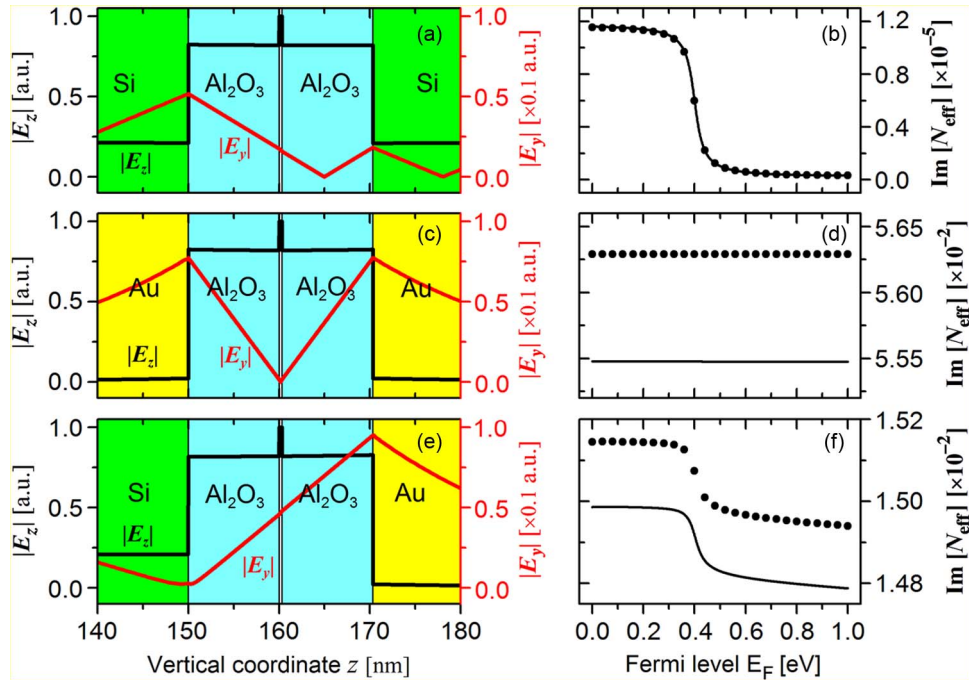 1.0
0.5
0.0
|Ez| [a.u.]
(a)
Si
Al₂O₃
Al₂O₃
Si
|Ez|
|Ey|
1.0
0.5
0.0
|Ey| [×0.1 a.u.]
(b)
1.2
0.8
0.4
0.0
Im [Neff] [×10⁻⁵]
1.0
0.5
0.0
|Ez| [a.u.]
(c)
Au
Al₂O₃
Al₂O₃
Au
|Ez|
|Ey|
1.0
0.5
0.0
|Ey| [×0.1 a.u.]
(d)
5.65
5.60
5.55
Im [Neff] [×10⁻²]
1.0
0.5
0.0
|Ez| [a.u.]
(e)
Si
Al₂O₃
Al₂O₃
Au
|Ez|
|Ey|
1.0
0.5
0.0
|Ey| [×0.1 a.u.]
(f)
1.52
1.50
1.48
Im [Neff] [×10⁻²]
140 150 160 170 180
Vertical coordinate z [nm]
0.0 0.2 0.4 0.6 0.8 1.0
Fermi level EF [eV]